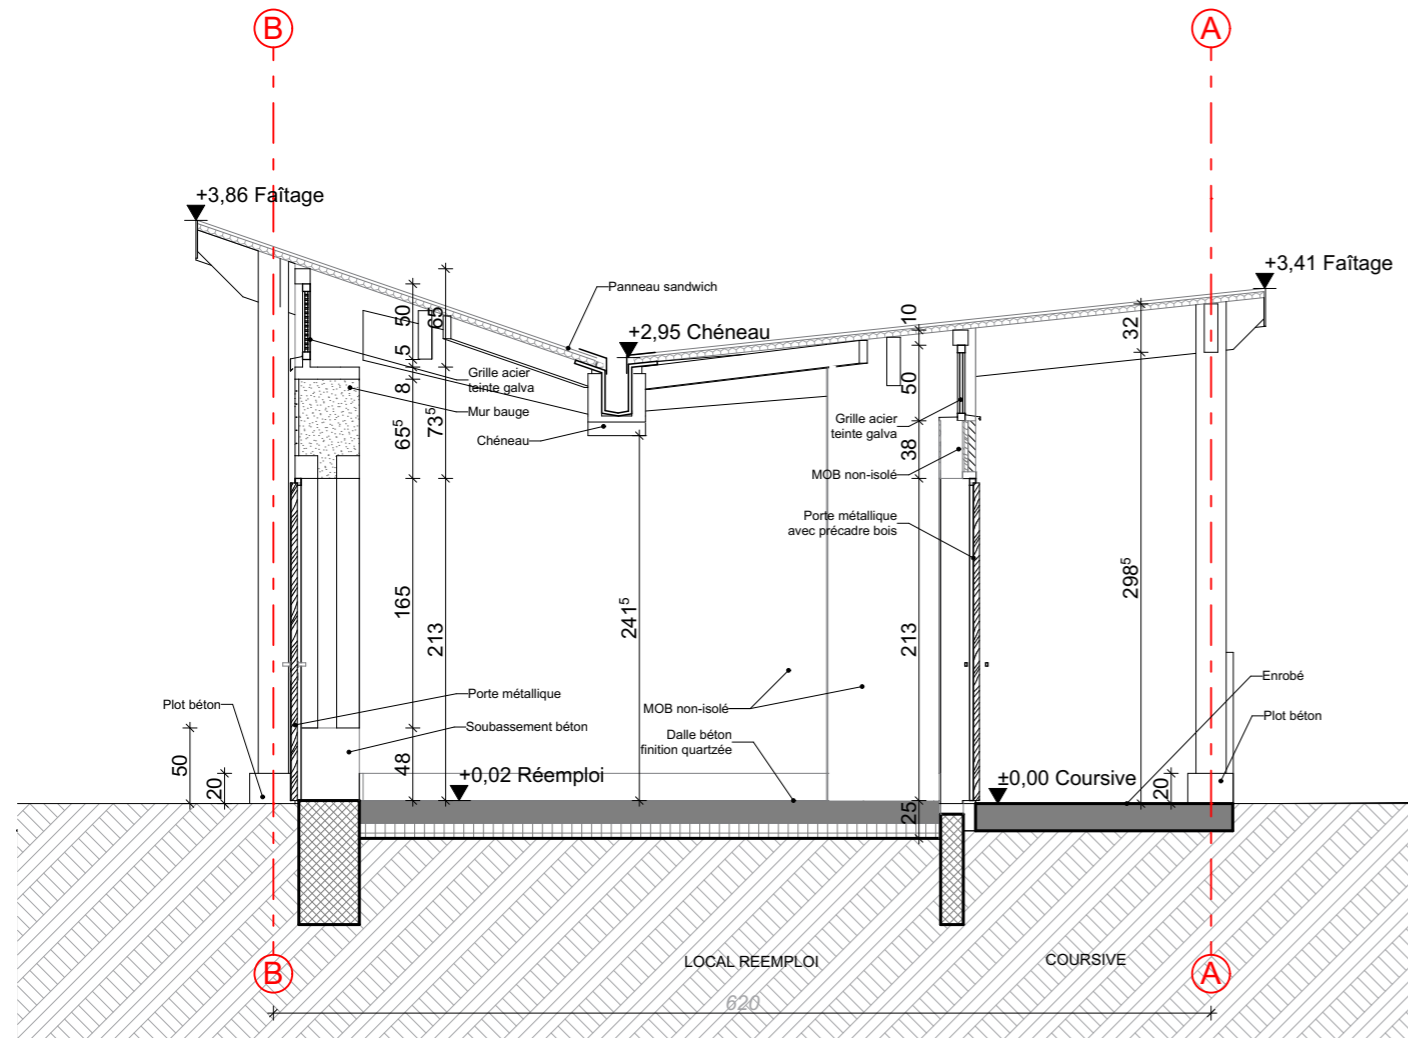 B
A
+3,86 Faîtage
+3,41 Faîtage
Panneau sandwich
+2,95 Chéneau
50
65
10
32
5
Grille acier
teinte galva
8
Mur bauge
50
73⁵
Grille acier
teinte galva
65⁵
Chéneau
38
MOB non-isolé
Porte métallique
avec précadre bois
298⁵
165
213
241⁵
213
Enrobé
Porte métallique
Plot béton
MOB non-isolé
Plot béton
Soubassement béton
Dalle béton
finition quartzée
50
20
48
+0,02 Réemploi
±0,00 Coursive
20
25
LOCAL REEMPLOI
COURSIVE
B
A
620